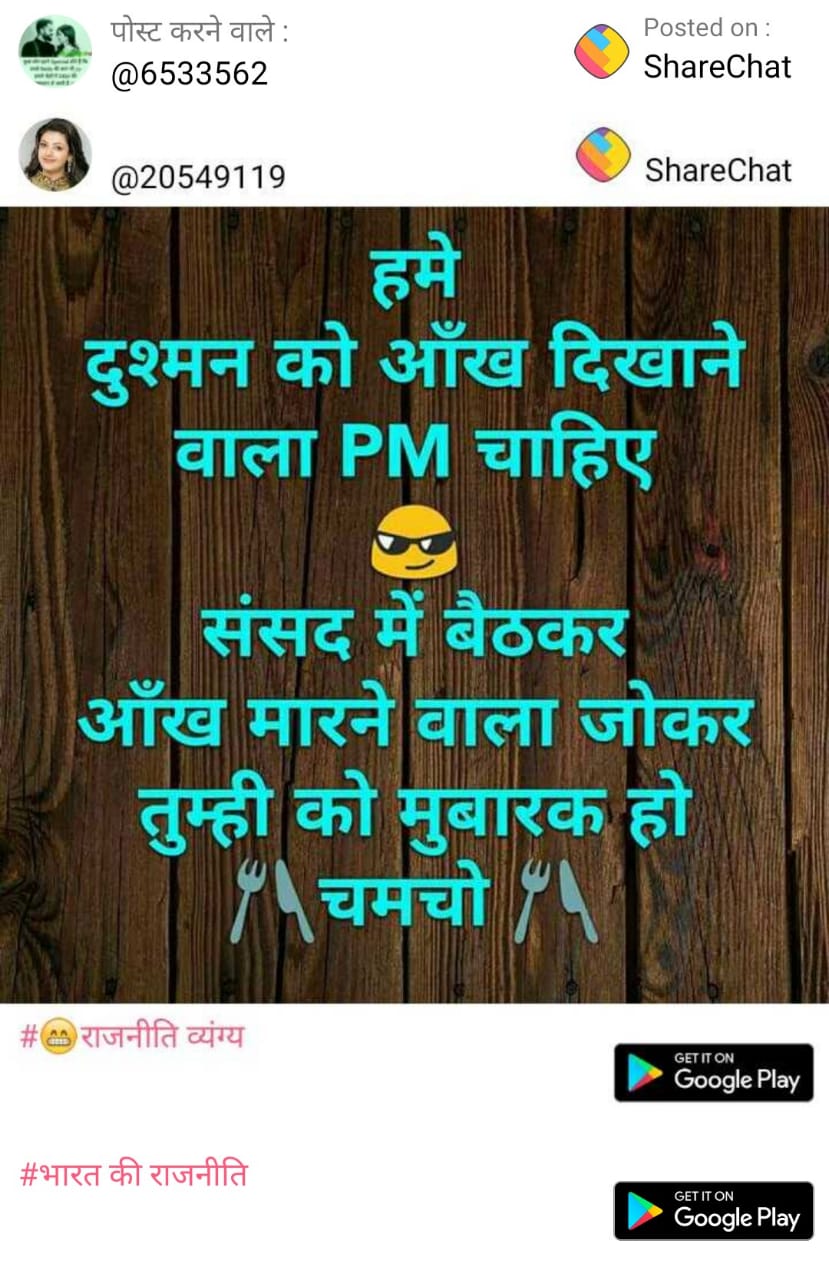 पोस्ट करने वाले :
@6533562
Posted on :
ShareChat
@20549119
ShareChat
हमे
दुश्मन को आँख दिखाने
वाला PM चाहिए
संसद में बैठकर
आँख मारने वाला जोकर
तुम्ही को मुबारक हो
चमचो
#😁राजनीति व्यंग्य
GET IT ON
Google Play
#भारत की राजनीति
GET IT ON
Google Play